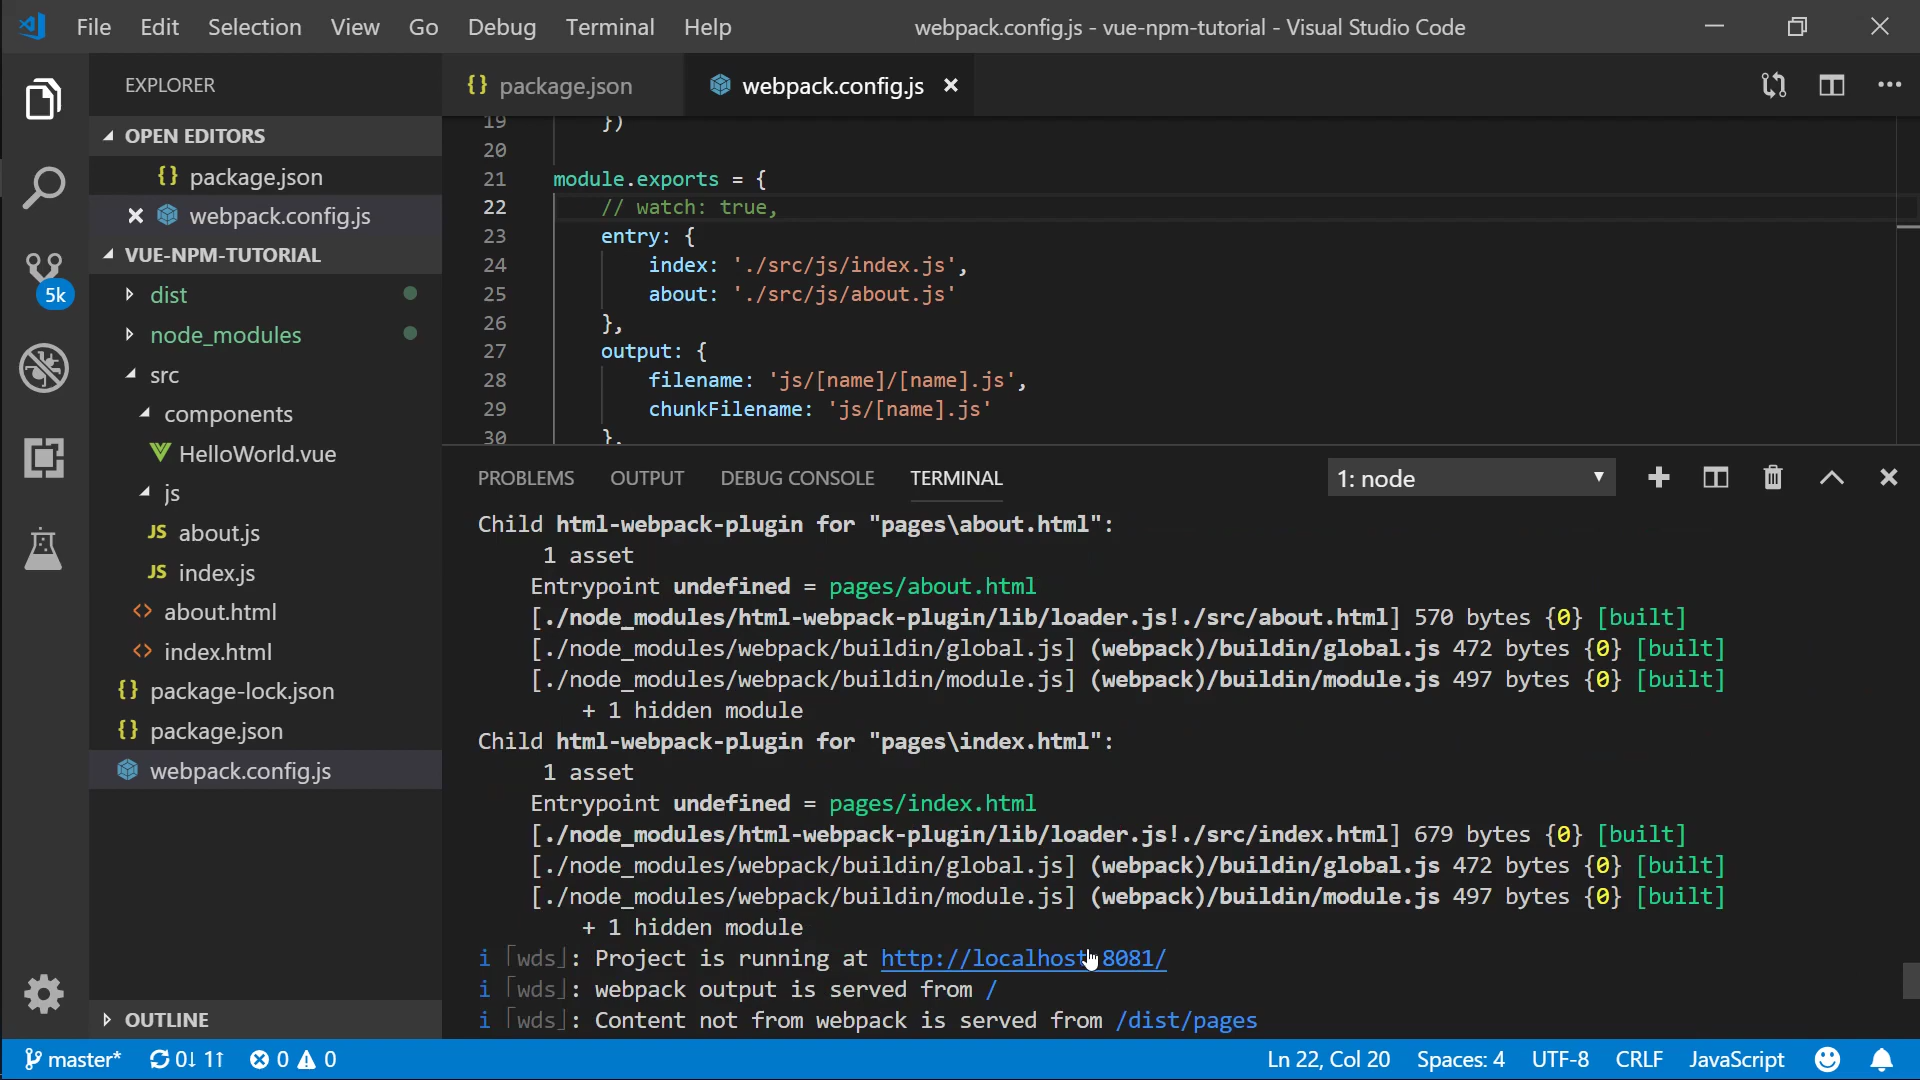 File Edit Selection View Go Debug Terminal Help
webpack.config.js - vue-npm-tutorial - Visual Studio Code
EXPLORER
OPEN EDITORS
{} package.json
webpack.config.js
VUE-NPM-TUTORIAL
dist
node_modules
src
components
HelloWorld.vue
js
JS about.js
JS index.js
<> about.html
<> index.html
{} package-lock.json
{} package.json
webpack.config.js
OUTLINE
5k
{} package.json
webpack.config.js
19 })
20
21 module.exports = {
22 // watch: true,
23 entry: {
24 index: './src/js/index.js',
25 about: './src/js/about.js'
26 },
27 output: {
28 filename: 'js/[name]/[name].js',
29 chunkFilename: 'js/[name].js'
30 },
PROBLEMS OUTPUT DEBUG CONSOLE TERMINAL
1: node
Child html-webpack-plugin for "pages\about.html":
1 asset
Entrypoint undefined = pages/about.html
[./node_modules/html-webpack-plugin/lib/loader.js!./src/about.html] 570 bytes {0} [built]
[./node_modules/webpack/buildin/global.js] (webpack)/buildin/global.js 472 bytes {0} [built]
[./node_modules/webpack/buildin/module.js] (webpack)/buildin/module.js 497 bytes {0} [built]
+ 1 hidden module
Child html-webpack-plugin for "pages\index.html":
1 asset
Entrypoint undefined = pages/index.html
[./node_modules/html-webpack-plugin/lib/loader.js!./src/index.html] 679 bytes {0} [built]
[./node_modules/webpack/buildin/global.js] (webpack)/buildin/global.js 472 bytes {0} [built]
[./node_modules/webpack/buildin/module.js] (webpack)/buildin/module.js 497 bytes {0} [built]
+ 1 hidden module
i ｢wds｣: Project is running at http://localhost:8081/
i ｢wds｣: webpack output is served from /
i ｢wds｣: Content not from webpack is served from /dist/pages
master* 0↓ 1↑ 0 0
Ln 22, Col 20 Spaces: 4 UTF-8 CRLF JavaScript